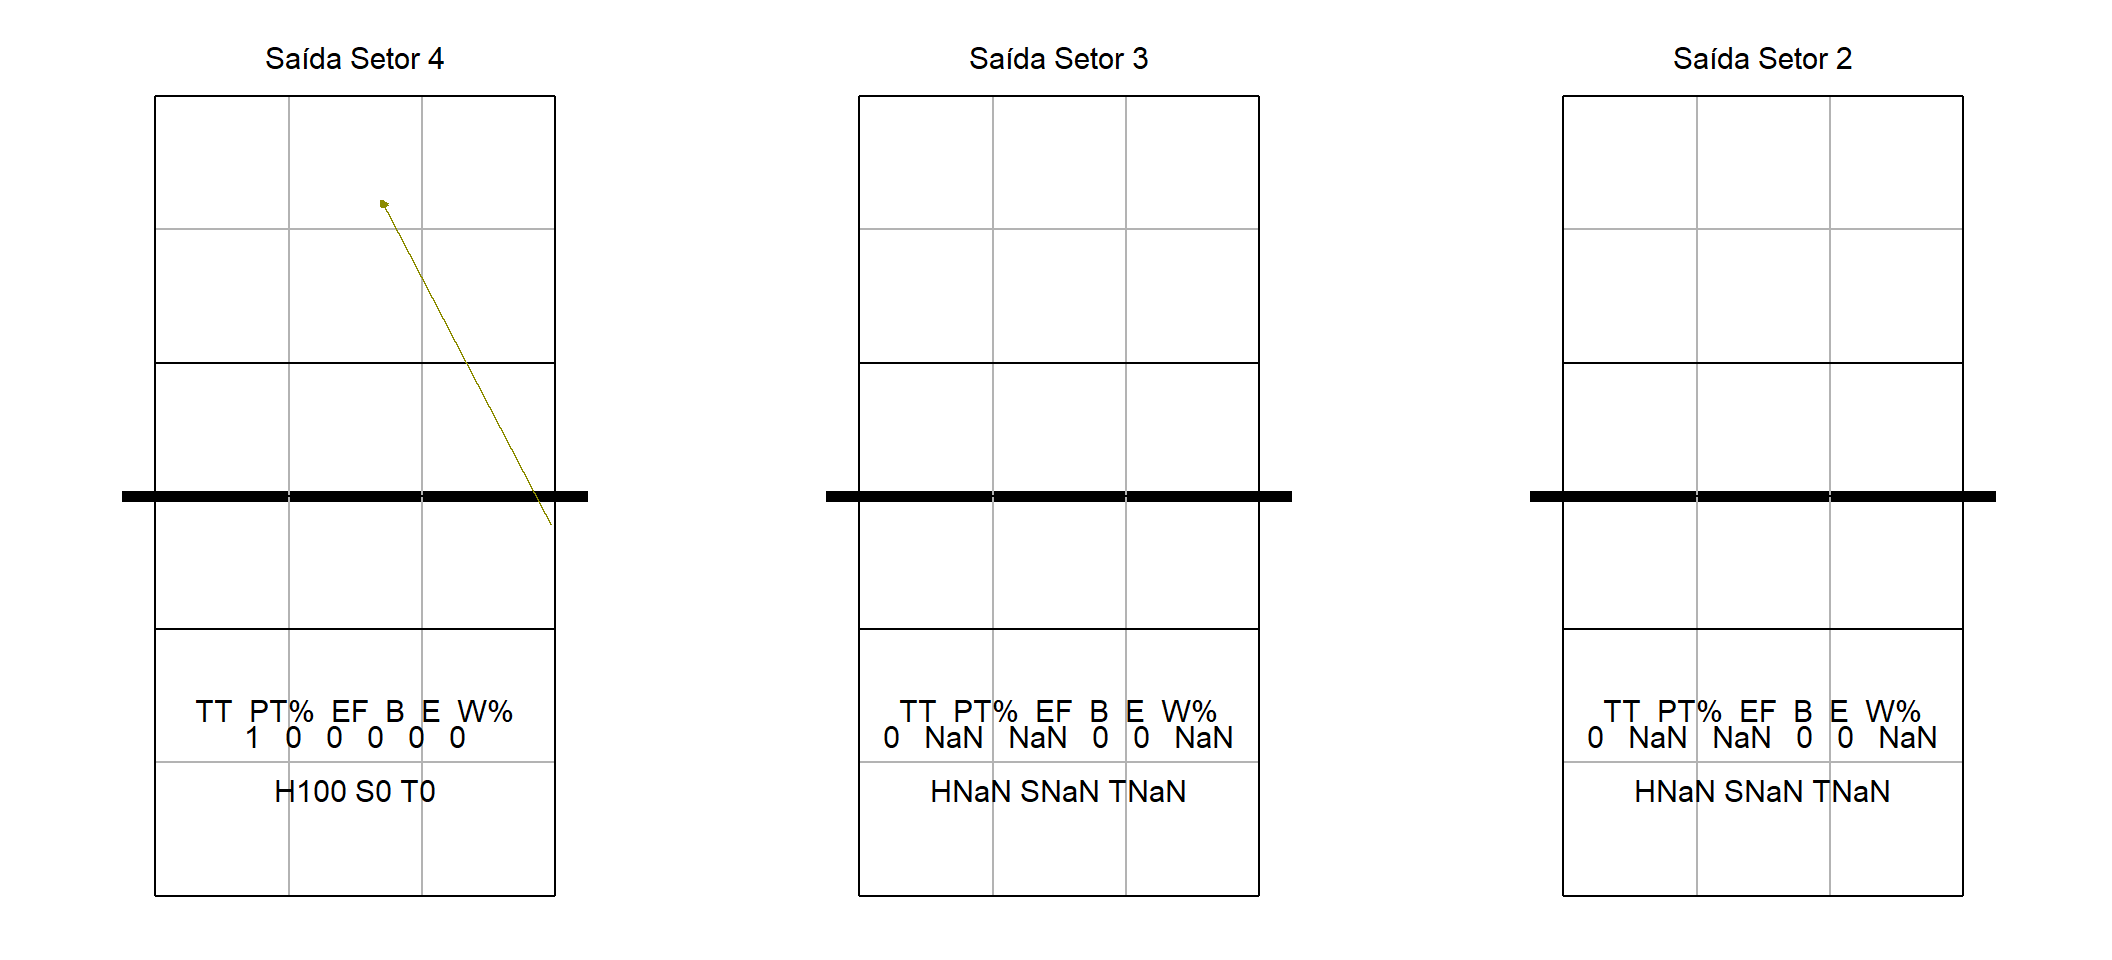 Saída Setor 4
Saída Setor 3
Saída Setor 2
TT PT% EF B E W%
1 0 0 0 0 0
H100 S0 T0
TT PT% EF B E W%
0 NaN NaN 0 0 NaN
HNaN SNaN TNaN
TT PT% EF B E W%
0 NaN NaN 0 0 NaN
HNaN SNaN TNaN